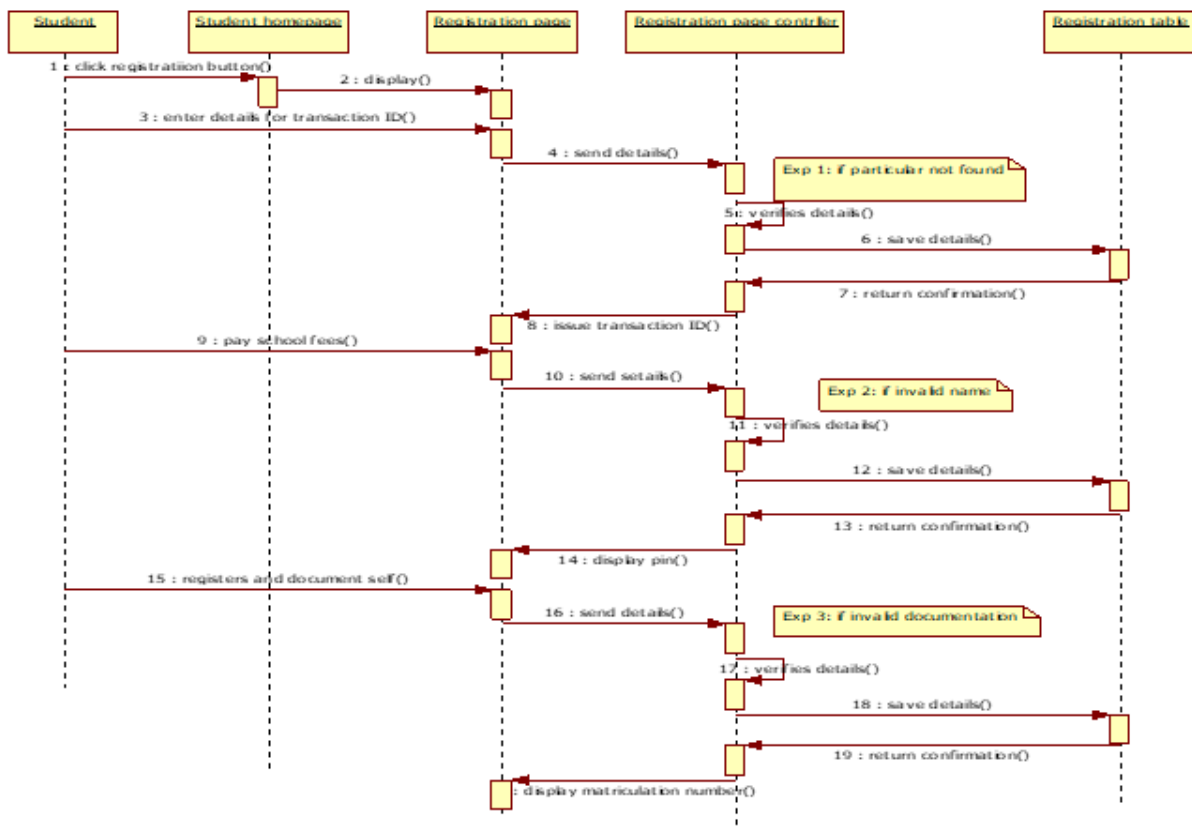 Student
Student homepage
Registration page
Registration page contrller
Registration table
1 : click registratiion button()
2 : display()
3 : enter details for transaction ID()
4 : send details()
Exp 1: if particular not found
5 : verifies details()
6 : save details()
7 : return confirmation()
8 : issue transaction ID()
9 : pay school fees()
10 : send setails()
Exp 2: if invalid name
11 : verifies details()
12 : save details()
13 : return confirmation()
14 : display pin()
15 : registers and document self()
16 : send details()
Exp 3: if invalid documentation
17 : verifies details()
18 : save details()
19 : return confirmation()
: display matriculation number()